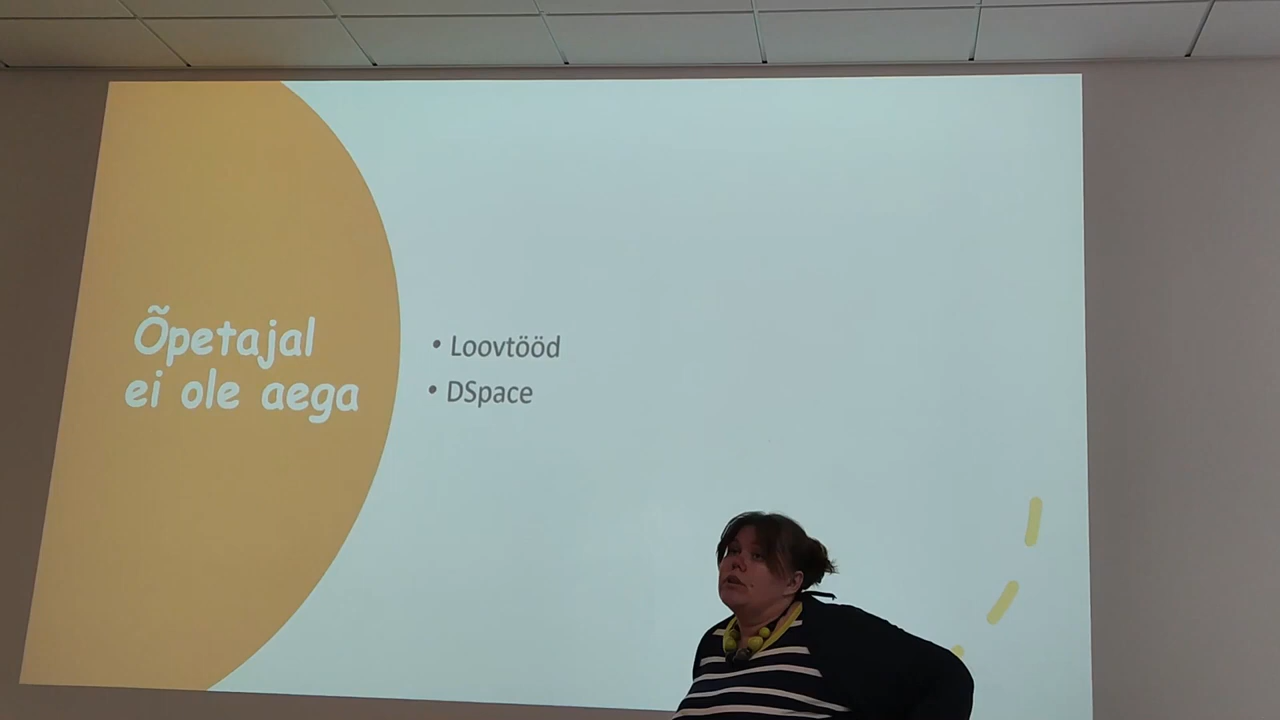 Õpetajal
ei ole aega
• Loovtööd
• DSpace